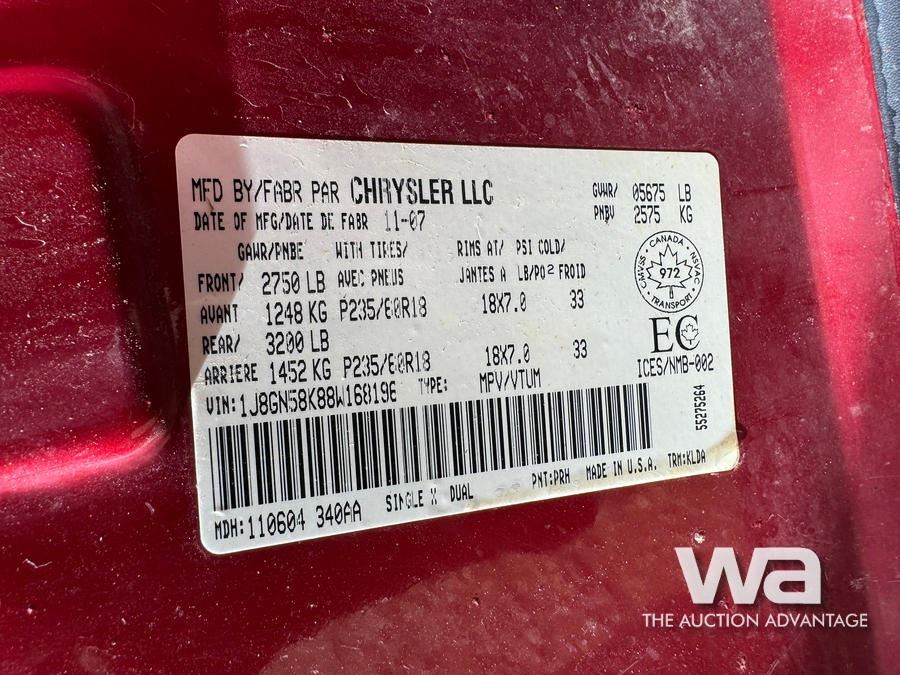 MFD BY/FABR PAR CHRYSLER LLC
GVWR/ 05675 LB
DATE OF MFG/DATE DE FABR 11-07
PNBV 2575 KG
GAWR/PNBE WITH TIRES/ RIMS AT/ PSI COLD/
FRONT/ 2750 LB AVEC PNEUS JANTES A LB/PO² FROID
AVANT 1248 KG P235/60R18 18X7.0 33
REAR/ 3200 LB
ARRIERE 1452 KG P235/60R18 18X7.0 33
CANADA
CMVSS 972 NSVAC
TRANSPORT
EC
ICES/NMB-002
VIN:1J8GN58K88W168196 TYPE: MPV/VTUM
55275264
MDH:110604 340AA SINGLE X DUAL PNT:PRH MADE IN U.S.A. TRM:KLDA
wa
THE AUCTION ADVANTAGE